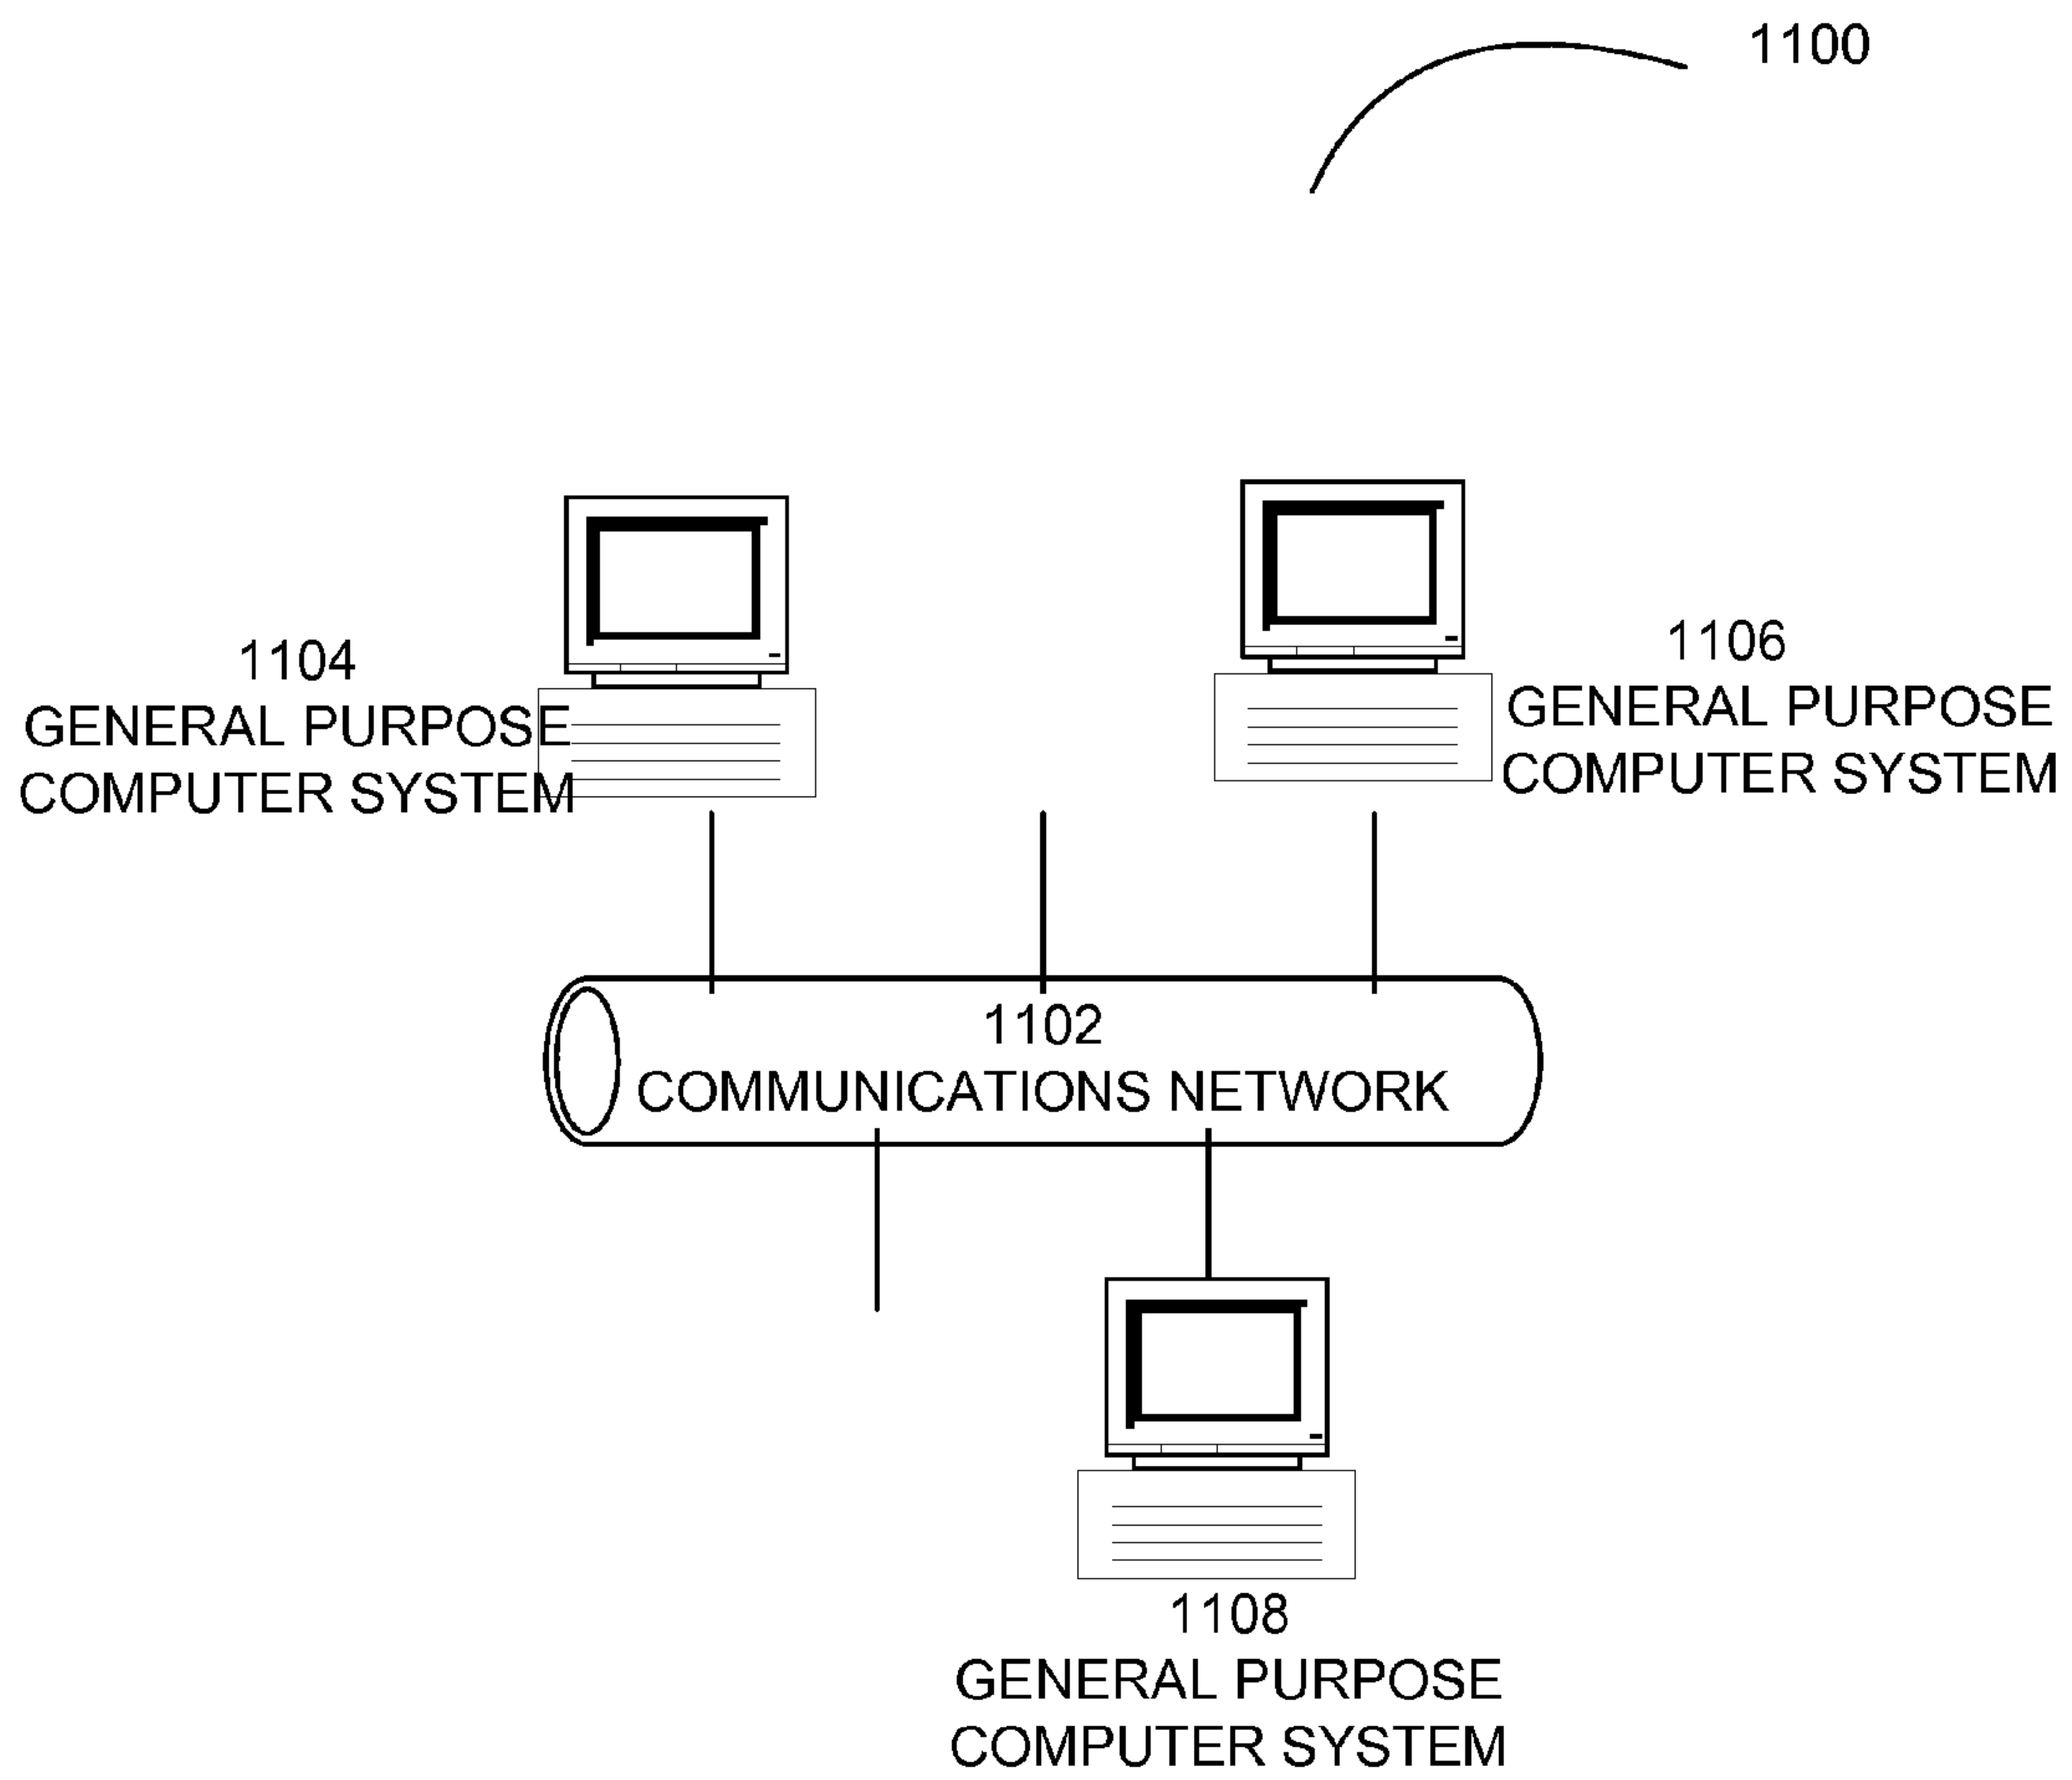 1100
1104
GENERAL PURPOSE
COMPUTER SYSTEM
1106
GENERAL PURPOSE
COMPUTER SYSTEM
1102
COMMUNICATIONS NETWORK
1108
GENERAL PURPOSE
COMPUTER SYSTEM